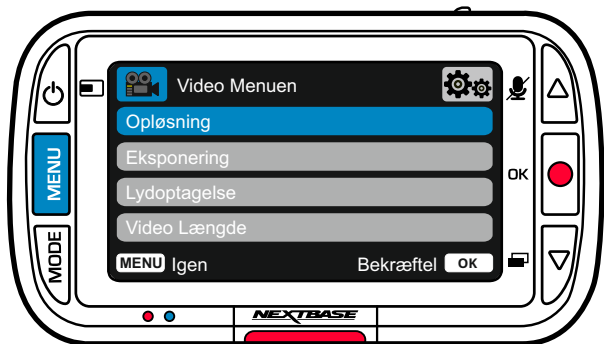 Video Menuen
Opløsning
Eksponering
MENU
OK
Lydoptagelse
Video Længde
MODE
MENU Igen Bekræftel OK
NEXTBASE